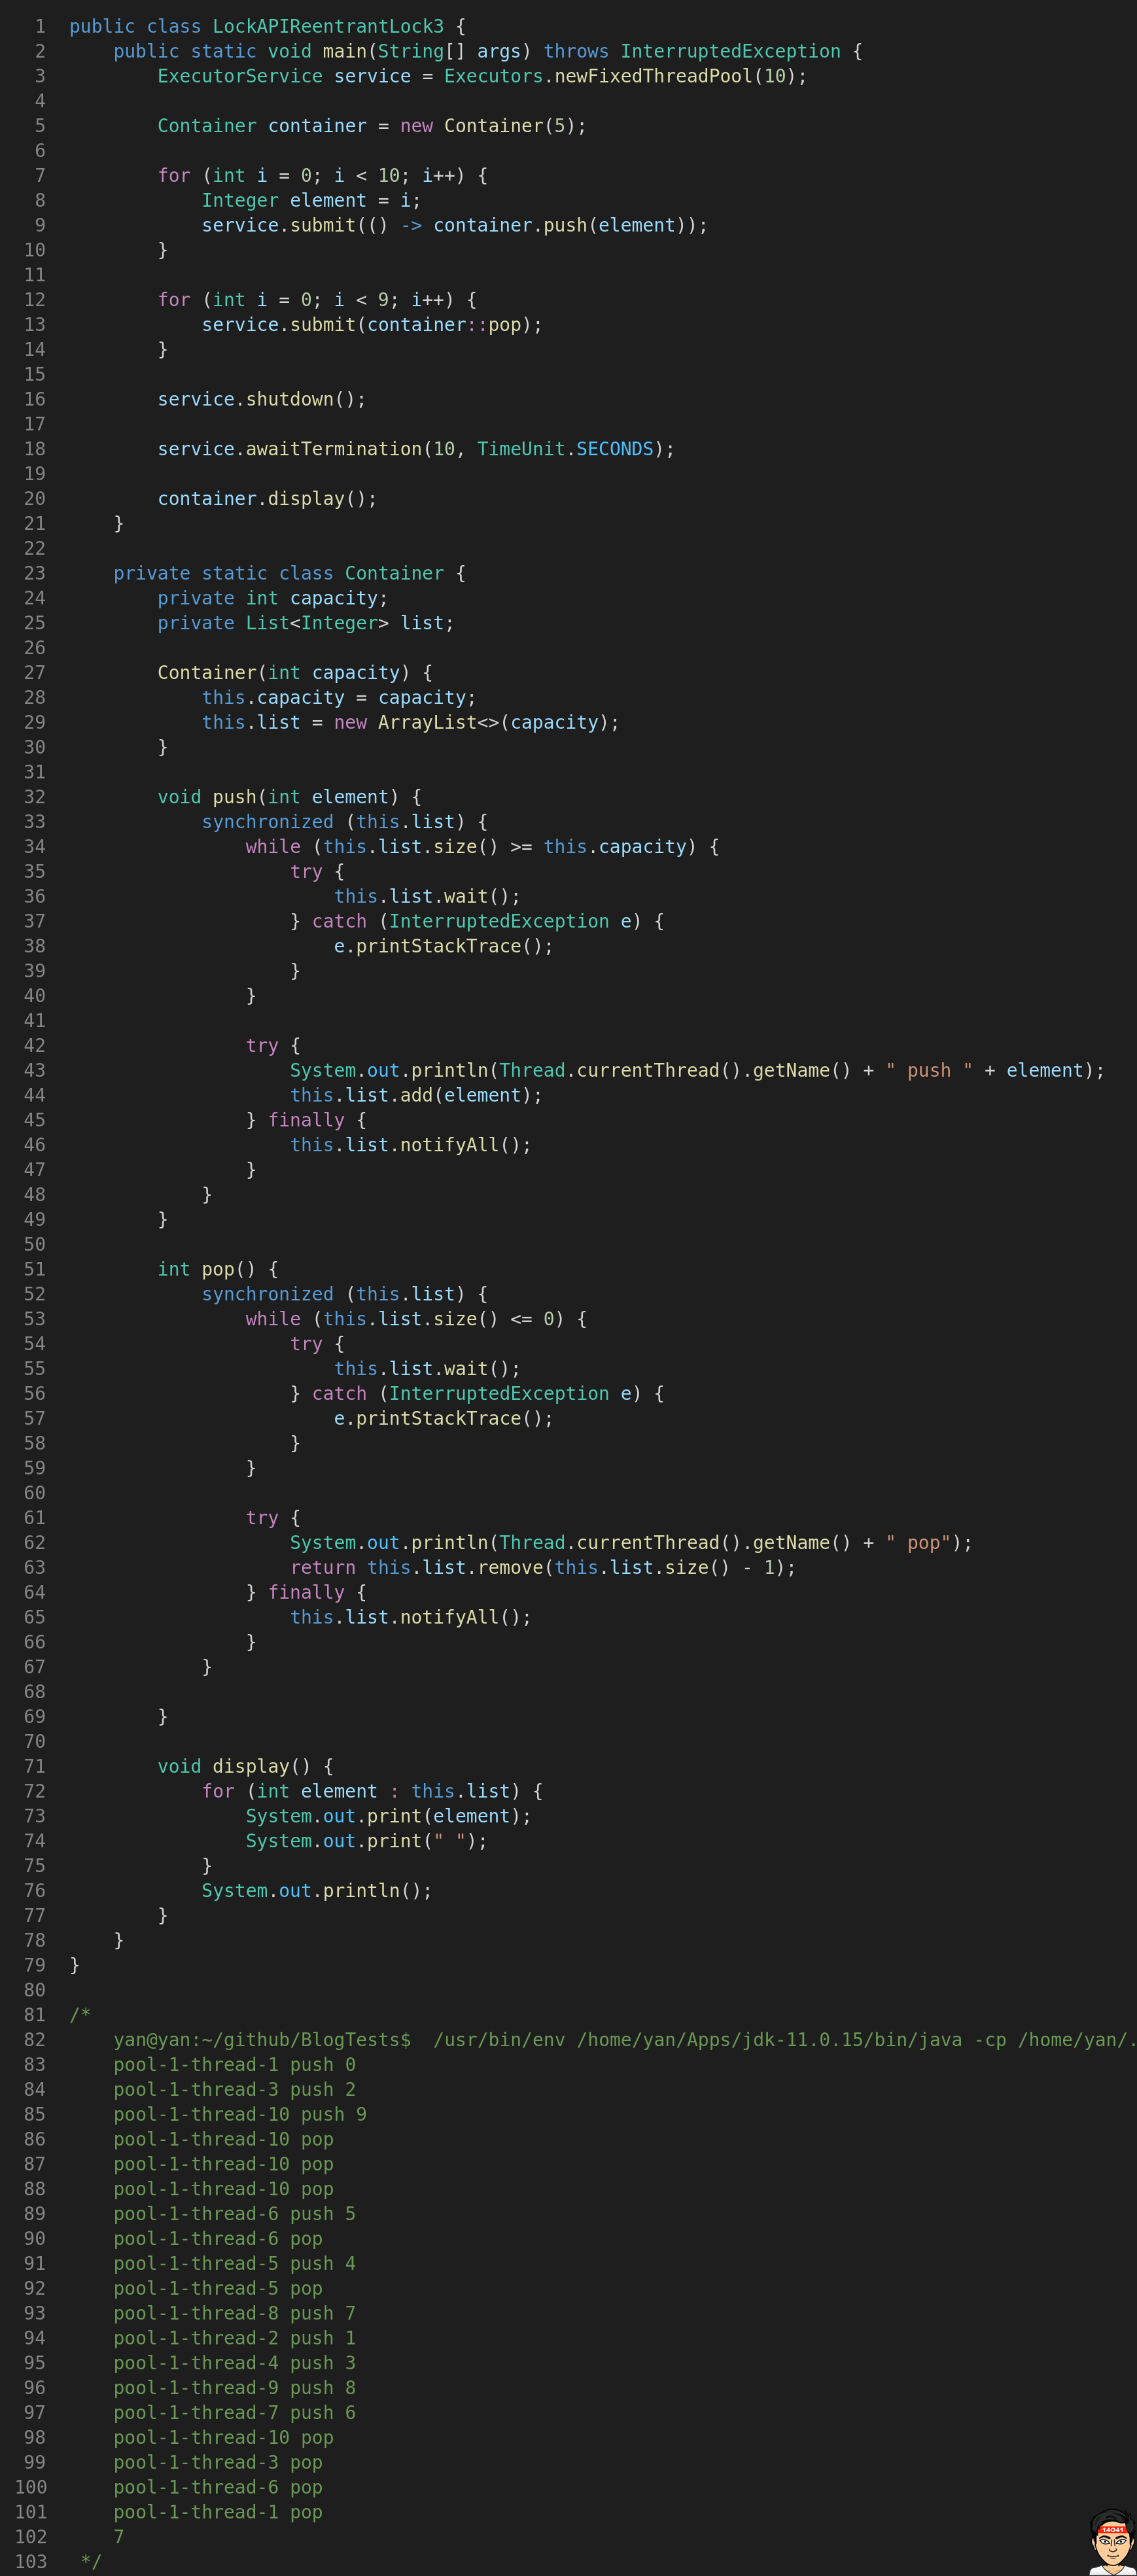 1 public class LockAPIReentrantLock3 {
2     public static void main(String[] args) throws InterruptedException {
3         ExecutorService service = Executors.newFixedThreadPool(10);
4
5         Container container = new Container(5);
6
7         for (int i = 0; i < 10; i++) {
8             Integer element = i;
9             service.submit(() -> container.push(element));
10         }
11
12         for (int i = 0; i < 9; i++) {
13             service.submit(container::pop);
14         }
15
16         service.shutdown();
17
18         service.awaitTermination(10, TimeUnit.SECONDS);
19
20         container.display();
21     }
22
23     private static class Container {
24         private int capacity;
25         private List<Integer> list;
26
27         Container(int capacity) {
28             this.capacity = capacity;
29             this.list = new ArrayList<>(capacity);
30         }
31
32         void push(int element) {
33             synchronized (this.list) {
34                 while (this.list.size() >= this.capacity) {
35                     try {
36                         this.list.wait();
37                     } catch (InterruptedException e) {
38                         e.printStackTrace();
39                     }
40                 }
41
42                 try {
43                     System.out.println(Thread.currentThread().getName() + " push " + element);
44                     this.list.add(element);
45                 } finally {
46                     this.list.notifyAll();
47                 }
48             }
49         }
50
51         int pop() {
52             synchronized (this.list) {
53                 while (this.list.size() <= 0) {
54                     try {
55                         this.list.wait();
56                     } catch (InterruptedException e) {
57                         e.printStackTrace();
58                     }
59                 }
60
61                 try {
62                     System.out.println(Thread.currentThread().getName() + " pop");
63                     return this.list.remove(this.list.size() - 1);
64                 } finally {
65                     this.list.notifyAll();
66                 }
67             }
68
69         }
70
71         void display() {
72             for (int element : this.list) {
73                 System.out.print(element);
74                 System.out.print(" ");
75             }
76             System.out.println();
77         }
78     }
79 }
80
81 /*
82     yan@yan:~/github/BlogTests$  /usr/bin/env /home/yan/Apps/jdk-11.0.15/bin/java -cp /home/yan/.
83     pool-1-thread-1 push 0
84     pool-1-thread-3 push 2
85     pool-1-thread-10 push 9
86     pool-1-thread-10 pop
87     pool-1-thread-10 pop
88     pool-1-thread-10 pop
89     pool-1-thread-6 push 5
90     pool-1-thread-6 pop
91     pool-1-thread-5 push 4
92     pool-1-thread-5 pop
93     pool-1-thread-8 push 7
94     pool-1-thread-2 push 1
95     pool-1-thread-4 push 3
96     pool-1-thread-9 push 8
97     pool-1-thread-7 push 6
98     pool-1-thread-10 pop
99     pool-1-thread-3 pop
100     pool-1-thread-6 pop
101     pool-1-thread-1 pop
102     7
103  */
14041